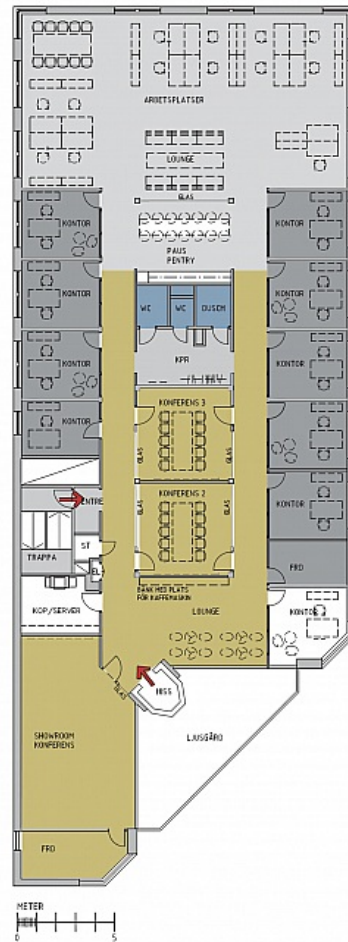 ARBETSPLATSER
LOUNGE
GLAS
KONTOR
KONTOR
PAUS
PENTRY
KONTOR
KONTOR
WC
WC
DUSCH
KONTOR
KONTOR
KPR
KONFERENS 3
KONTOR
KONTOR
GLAS
GLAS
KONFERENS 2
ENTRE
GLAS
GLAS
KONTOR
ST
TRAPPA
EL
FRD
BÄNK MED PLATS
FÖR KAFFEMASKIN
KOP/SERVER
LOUNGE
KONTOR
GLAS
HISS
SHOWROOM
KONFERENS
LJUSGÅRD
FRD
METER
0 5